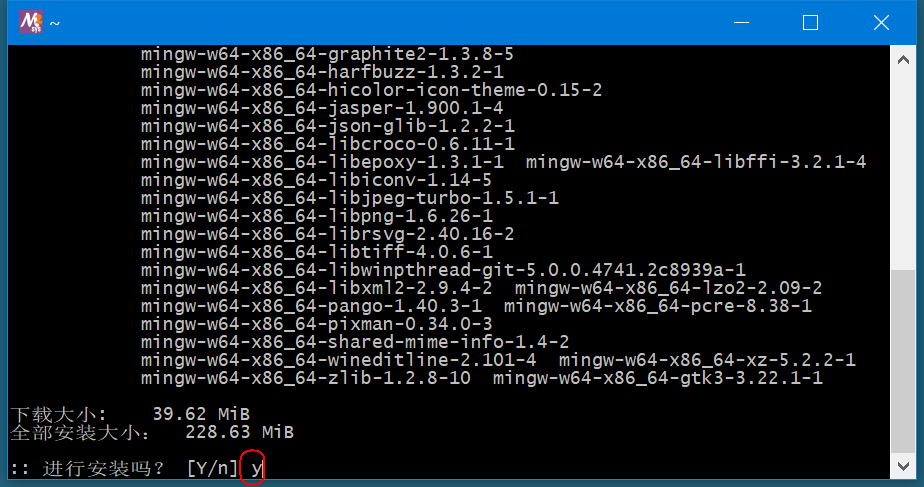 M2 sys ~
mingw-w64-x86_64-graphite2-1.3.8-5
mingw-w64-x86_64-harfbuzz-1.3.2-1
mingw-w64-x86_64-hicolor-icon-theme-0.15-2
mingw-w64-x86_64-jasper-1.900.1-4
mingw-w64-x86_64-json-glib-1.2.2-1
mingw-w64-x86_64-libcroco-0.6.11-1
mingw-w64-x86_64-libepoxy-1.3.1-1  mingw-w64-x86_64-libffi-3.2.1-4
mingw-w64-x86_64-libiconv-1.14-5
mingw-w64-x86_64-libjpeg-turbo-1.5.1-1
mingw-w64-x86_64-libpng-1.6.26-1
mingw-w64-x86_64-librsvg-2.40.16-2
mingw-w64-x86_64-libtiff-4.0.6-1
mingw-w64-x86_64-libwinpthread-git-5.0.0.4741.2c8939a-1
mingw-w64-x86_64-libxml2-2.9.4-2  mingw-w64-x86_64-lzo2-2.09-2
mingw-w64-x86_64-pango-1.40.3-1  mingw-w64-x86_64-pcre-8.38-1
mingw-w64-x86_64-pixman-0.34.0-3
mingw-w64-x86_64-shared-mime-info-1.4-2
mingw-w64-x86_64-wineditline-2.101-4  mingw-w64-x86_64-xz-5.2.2-1
mingw-w64-x86_64-zlib-1.2.8-10  mingw-w64-x86_64-gtk3-3.22.1-1
下载大小:    39.62 MiB
全部安装大小:   228.63 MiB
:: 进行安装吗? [Y/n] y